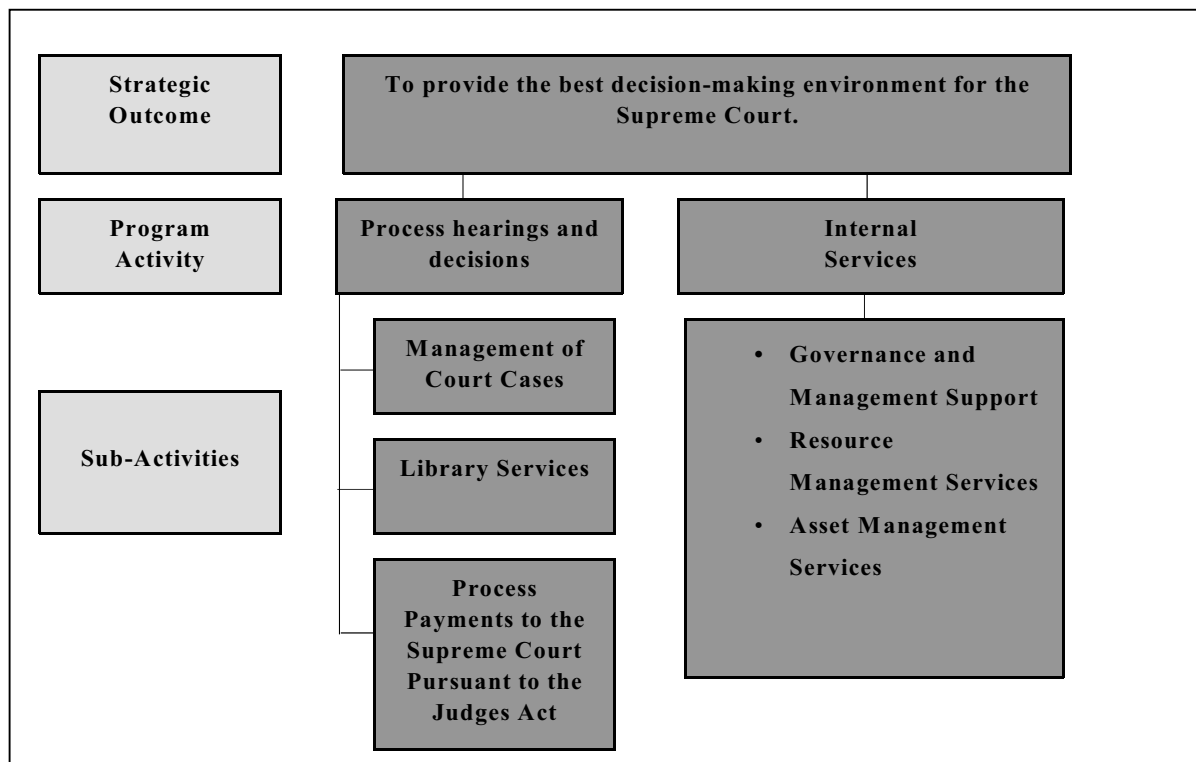 Strategic
Outcome
To provide the best decision-making environment for the
Supreme Court.
Program
Activity
Process hearings and
decisions
Internal
Services
Sub-Activities
Management of
Court Cases
Library Services
Process
Payments to the
Supreme Court
Pursuant to the
Judges Act
• Governance and
Management Support
• Resource
Management Services
• Asset Management
Services